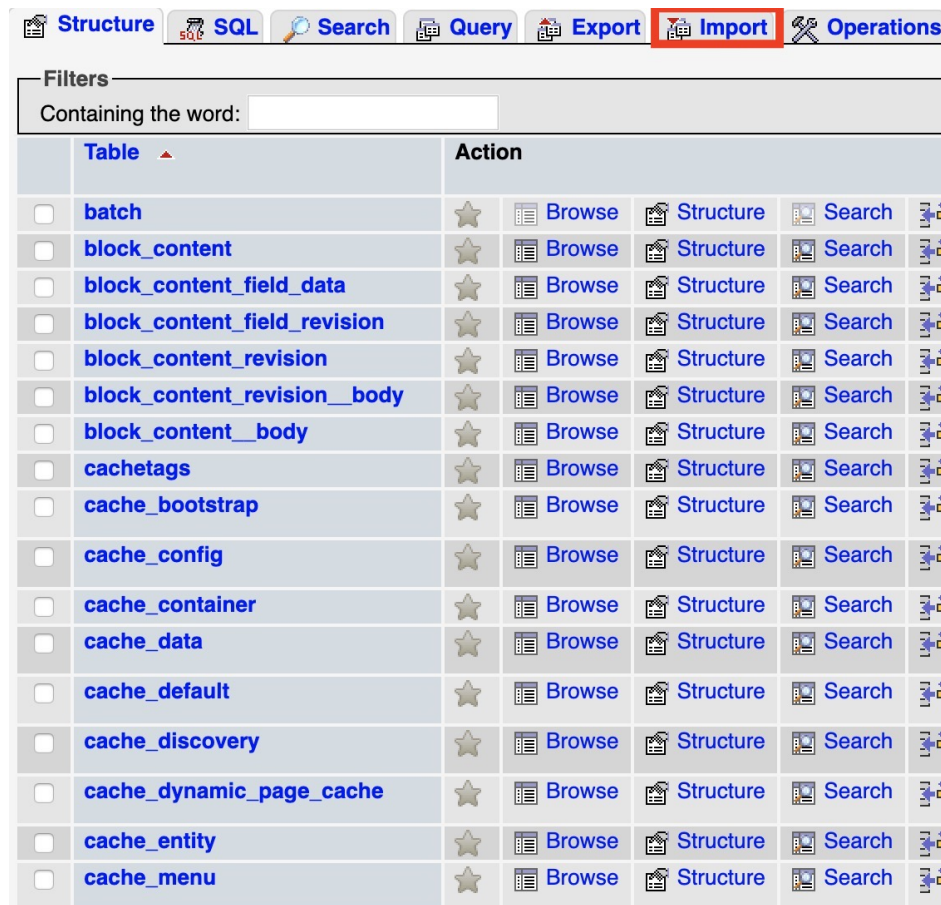 Structure SQL Search Query Export Import Operations
Filters
Containing the word:
Table Action
batch Browse Structure Search
block_content Browse Structure Search
block_content_field_data Browse Structure Search
block_content_field_revision Browse Structure Search
block_content_revision Browse Structure Search
block_content_revision__body Browse Structure Search
block_content__body Browse Structure Search
cachetags Browse Structure Search
cache_bootstrap Browse Structure Search
cache_config Browse Structure Search
cache_container Browse Structure Search
cache_data Browse Structure Search
cache_default Browse Structure Search
cache_discovery Browse Structure Search
cache_dynamic_page_cache Browse Structure Search
cache_entity Browse Structure Search
cache_menu Browse Structure Search